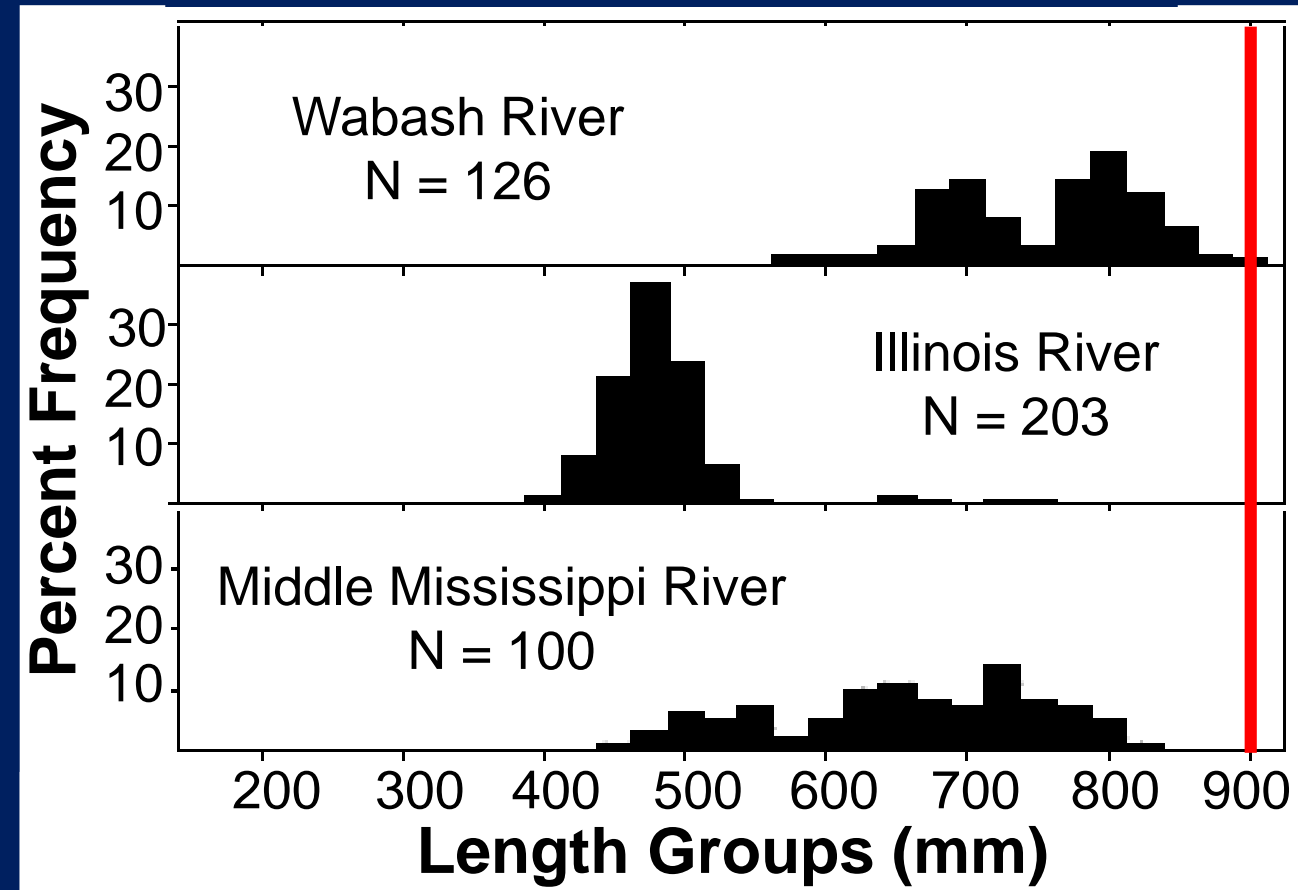 Percent Frequency
30
20
10
Wabash River
N = 126
30
20
10
Illinois River
N = 203
30
20
10
Middle Mississippi River
N = 100
200 300 400 500 600 700 800 900
Length Groups (mm)